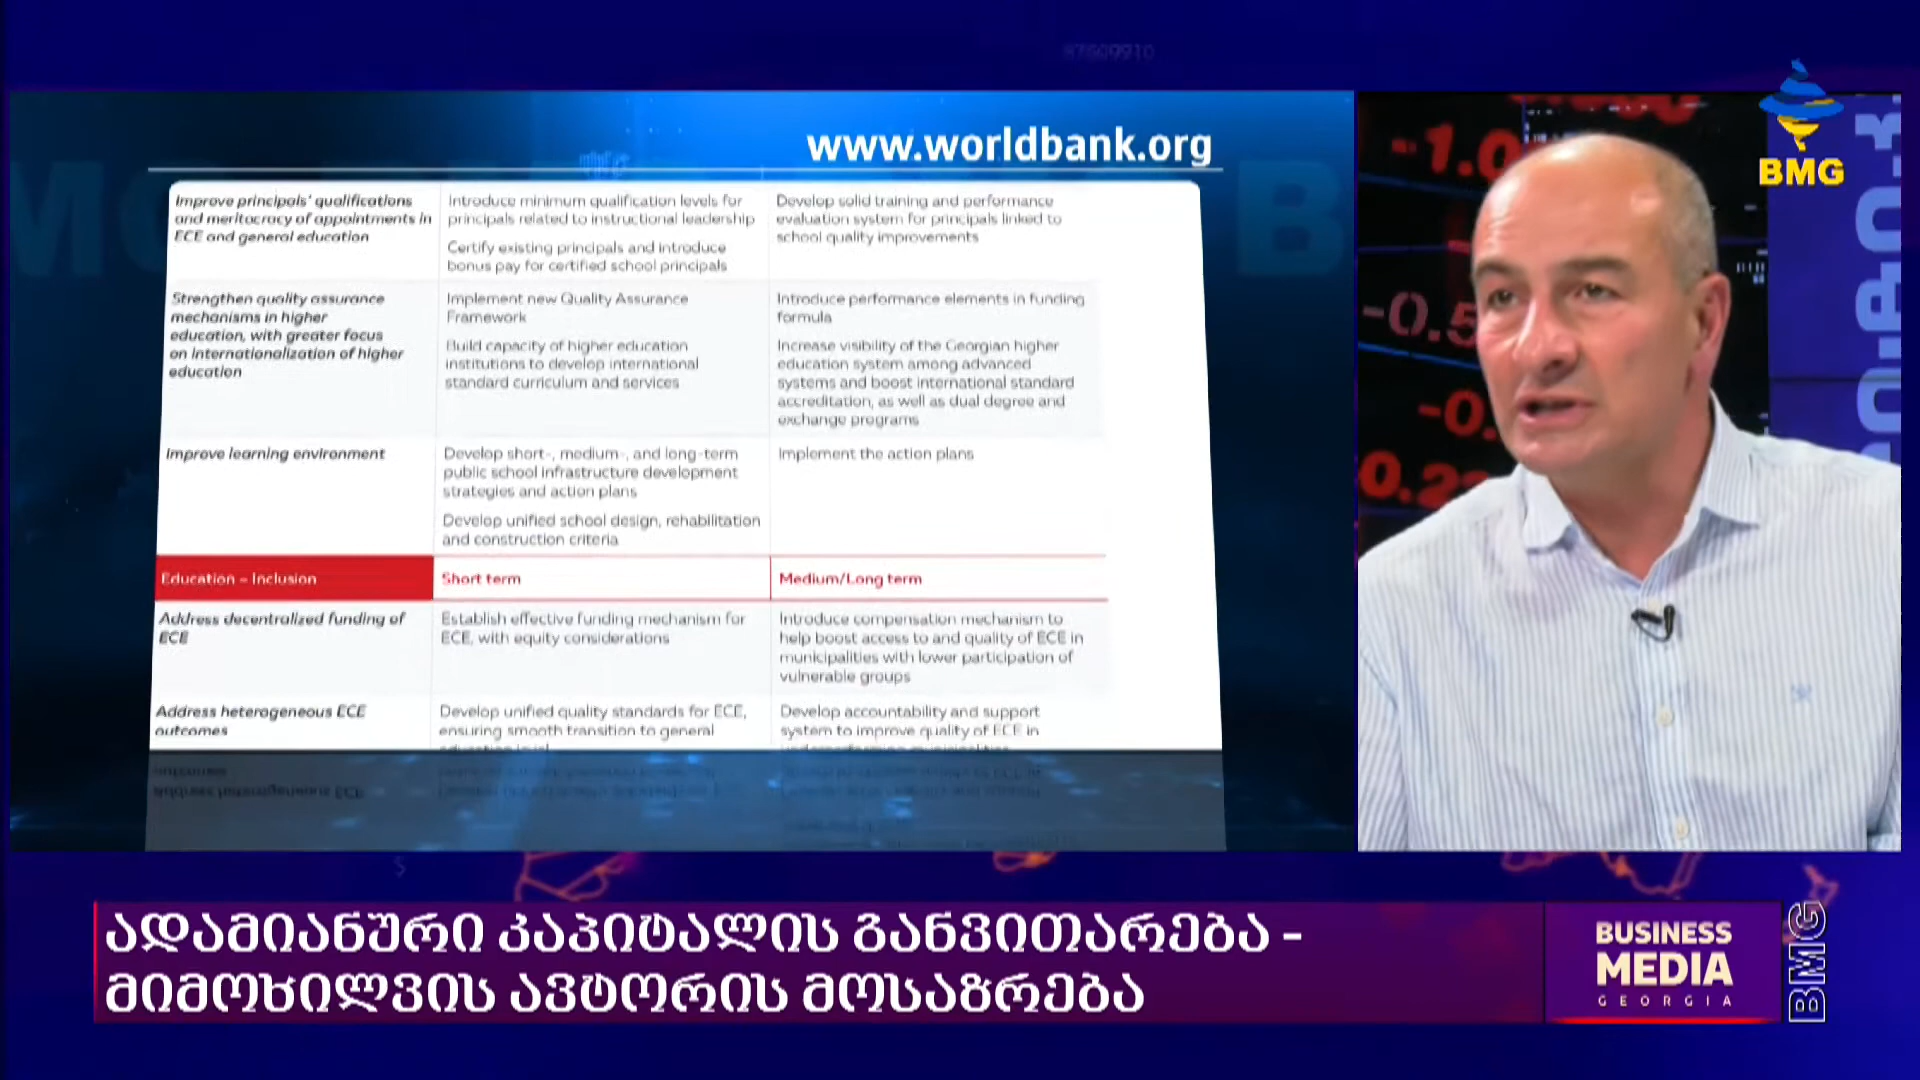 87609910
www.worldbank.org
BMG
Improve principals' qualifications
and meritocracy of appointments in
ECE and general education
Introduce minimum qualification levels for
principals related to instructional leadership
Certify existing principals and introduce
bonus pay for certified school principals
Develop solid training and performance
evaluation system for principals linked to
school quality improvements
Strengthen quality assurance
mechanisms in higher
education, with greater focus
on internationalization of higher
education
Implement new Quality Assurance
Framework
Build capacity of higher education
institutions to develop international
standard curriculum and services
Introduce performance elements in funding
formula
Increase visibility of the Georgian higher
education system among advanced
systems and boost international standard
accreditation, as well as dual degree and
exchange programs
Improve learning environment
Develop short-, medium-, and long-term
public school infrastructure development
strategies and action plans
Develop unified school design, rehabilitation
and construction criteria
Implement the action plans
Education – Inclusion
Short term
Medium/Long term
Address decentralized funding of
ECE
Establish effective funding mechanism for
ECE, with equity considerations
Introduce compensation mechanism to
help boost access to and quality of ECE in
municipalities with lower participation of
vulnerable groups
Address heterogeneous ECE
outcomes
Develop unified quality standards for ECE,
ensuring smooth transition to general
education level
Develop accountability and support
system to improve quality of ECE in
-1.0
-0.5
-0.
0.22
ადამიანური კაპიტალის განვითარება -
მიმოხილვის ავტორის მოსაზრება
BUSINESS
MEDIA
GEORGIA
BMG